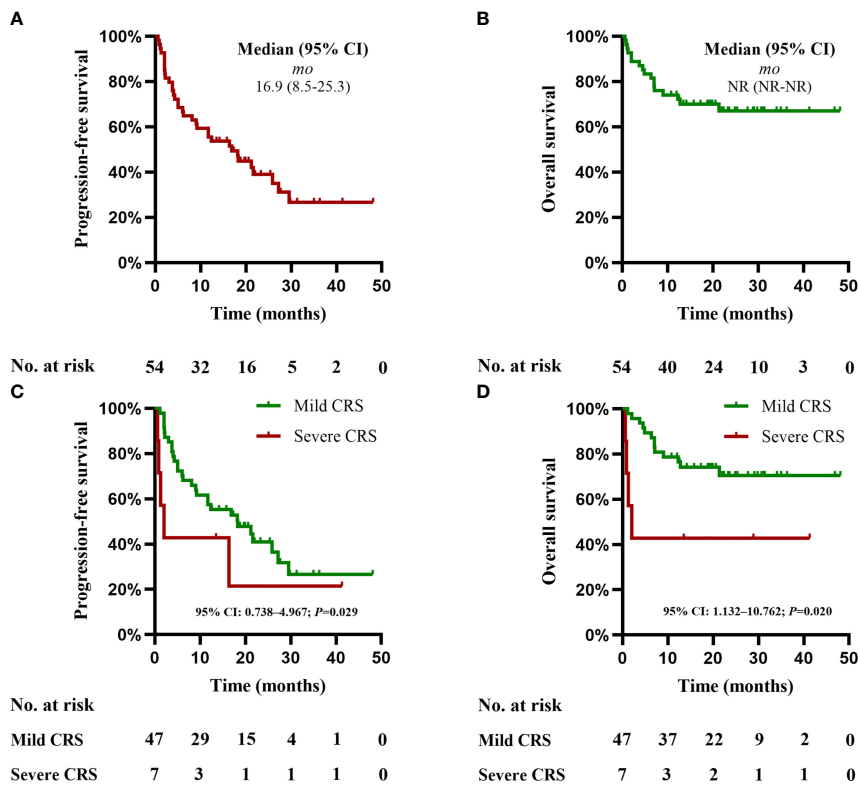 A
Progression-free survival
100%
80%
60%
40%
20%
0%
Median (95% CI)
mo
16.9 (8.5-25.3)
0 10 20 30 40 50
Time (months)
No. at risk 54 32 16 5 2 0
B
Overall survival
100%
80%
60%
40%
20%
0%
Median (95% CI)
mo
NR (NR-NR)
0 10 20 30 40 50
Time (months)
No. at risk 54 40 24 10 3 0
C
Progression-free survival
100%
80%
60%
40%
20%
0%
Mild CRS
Severe CRS
95% CI: 0.738–4.967; P=0.029
0 10 20 30 40 50
Time (months)
No. at risk
Mild CRS 47 29 15 4 1 0
Severe CRS 7 3 1 1 1 0
D
Overall survival
100%
80%
60%
40%
20%
0%
Mild CRS
Severe CRS
95% CI: 1.132–10.762; P=0.020
0 10 20 30 40 50
Time (months)
No. at risk
Mild CRS 47 37 22 9 2 0
Severe CRS 7 3 2 1 1 0